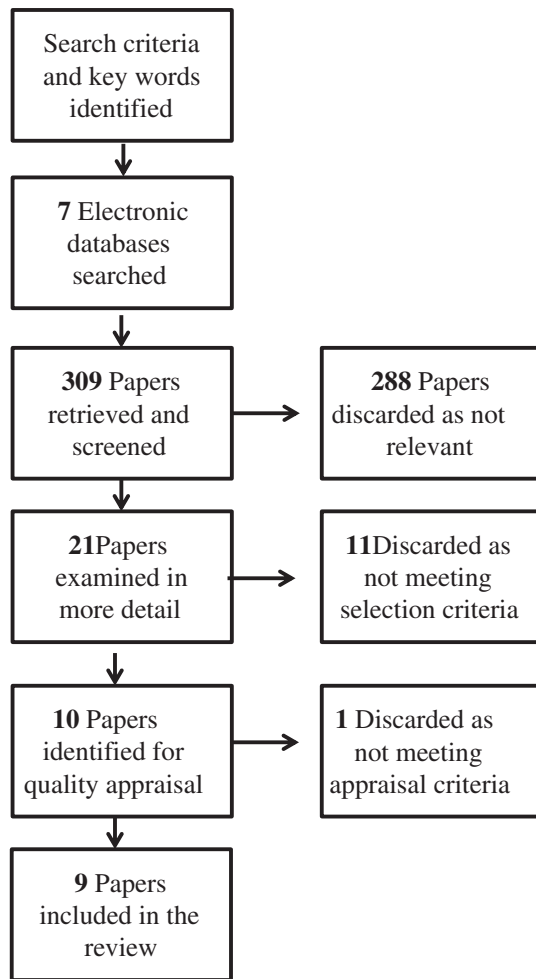 Search criteria
and key words
identified
7 Electronic
databases
searched
309 Papers
retrieved and
screened
288 Papers
discarded as not
relevant
21Papers
examined in
more detail
11Discarded as
not meeting
selection criteria
10 Papers
identified for
quality appraisal
1 Discarded as
not meeting
appraisal criteria
9 Papers
included in the
review